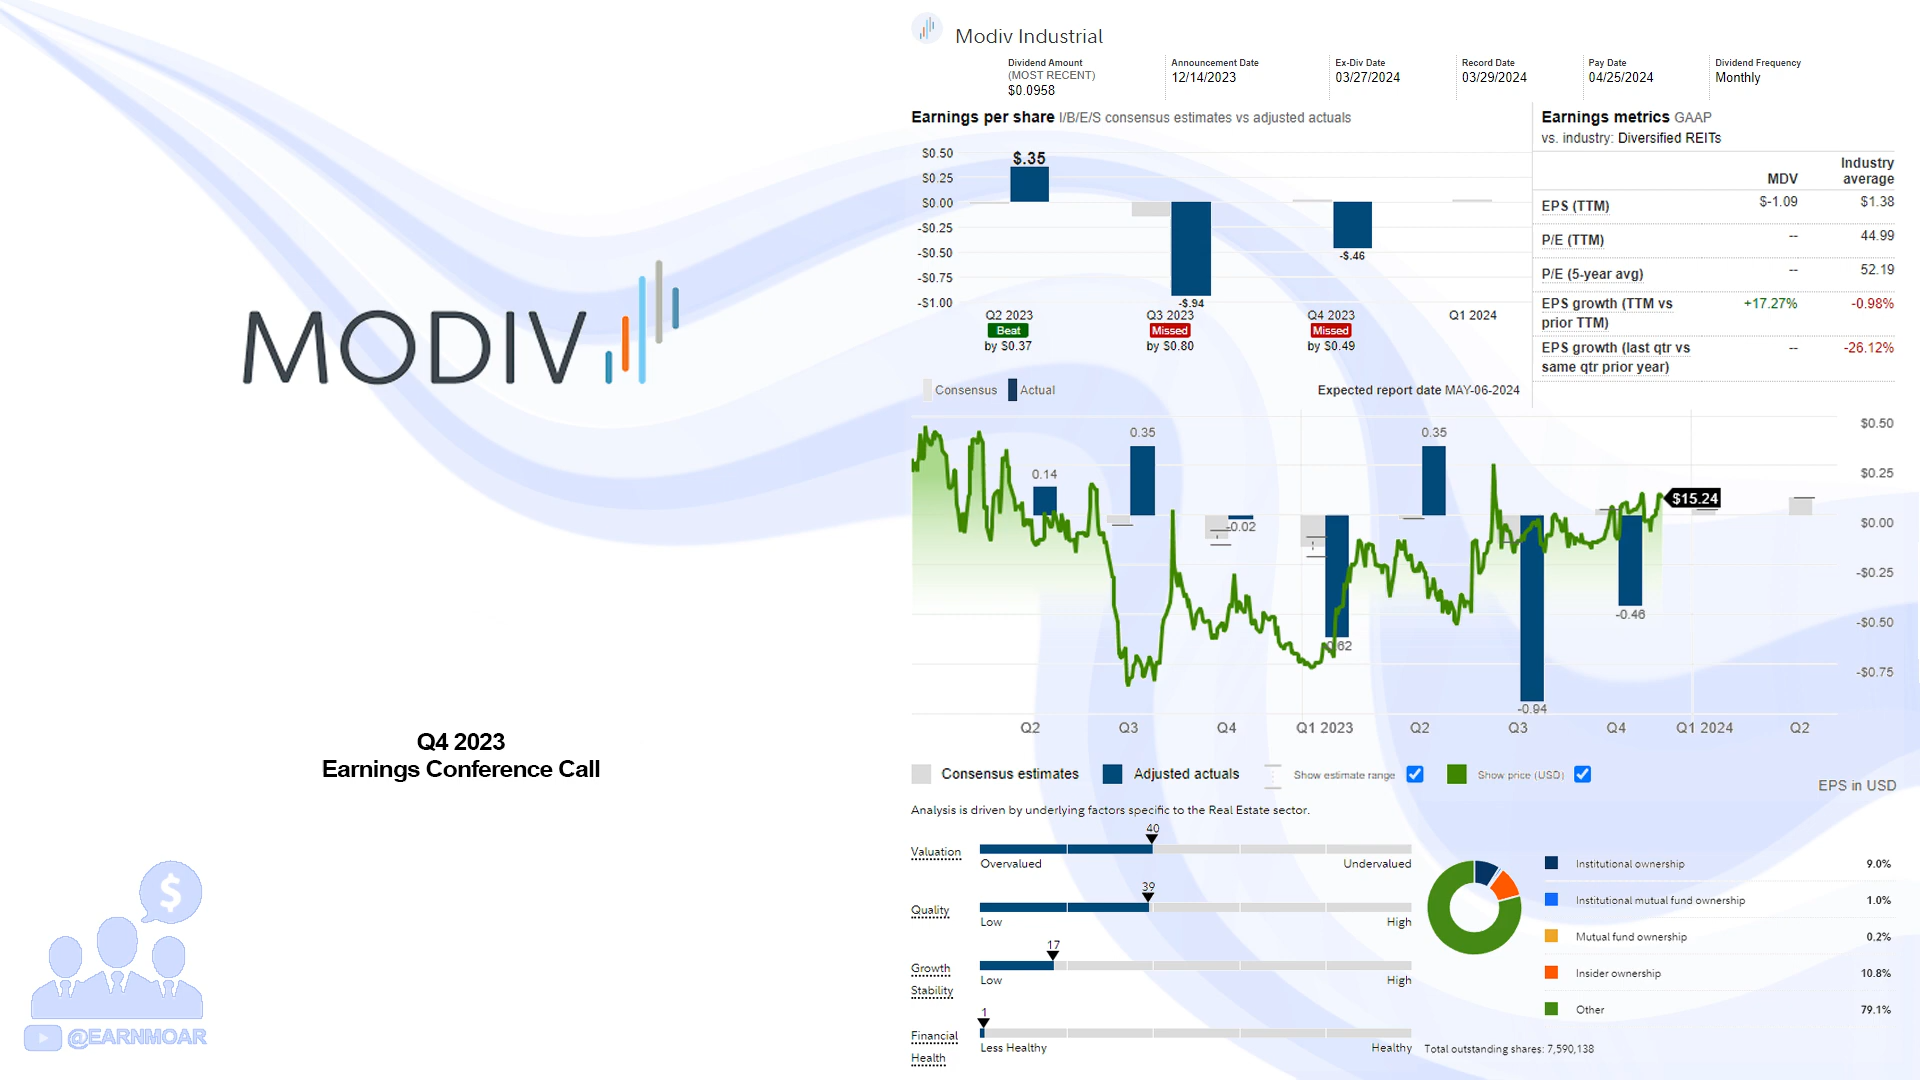 Modiv Industrial
Dividend Amount
(MOST RECENT)
$0.0958
Announcement Date
12/14/2023
Ex-Div Date
03/27/2024
Record Date
03/29/2024
Pay Date
04/25/2024
Dividend Frequency
Monthly
Earnings per share I/B/E/S consensus estimates vs adjusted actuals
$0.50
$0.25
$0.00
-$0.25
-$0.50
-$0.75
-$1.00
$.35
-$.94
-$.46
Q2 2023
Beat
by $0.37
Q3 2023
Missed
by $0.80
Q4 2023
Missed
by $0.49
Q1 2024
Consensus
Actual
Expected report date MAY-06-2024
Earnings metrics GAAP
vs. industry: Diversified REITs
MDV
Industry
average
EPS (TTM)
$-1.09
$1.38
P/E (TTM)
--
44.99
P/E (5-year avg)
--
52.19
EPS growth (TTM vs
prior TTM)
+17.27%
-0.98%
EPS growth (last qtr vs
same qtr prior year)
--
-26.12%
MODIV
Q4 2023
Earnings Conference Call
@EARNMOAR
0.14
0.35
-0.02
-0.62
0.35
-0.94
-0.46
$15.24
$0.50
$0.25
$0.00
-$0.25
-$0.50
-$0.75
Q2
Q3
Q4
Q1 2023
Q2
Q3
Q4
Q1 2024
Q2
Consensus estimates
Adjusted actuals
Show estimate range
Show price (USD)
EPS in USD
Analysis is driven by underlying factors specific to the Real Estate sector.
Valuation
40
Overvalued
Undervalued
Quality
39
Low
High
Growth
Stability
17
Low
High
Financial
Health
1
Less Healthy
Healthy
Institutional ownership
9.0%
Institutional mutual fund ownership
1.0%
Mutual fund ownership
0.2%
Insider ownership
10.8%
Other
79.1%
Total outstanding shares: 7,590,138